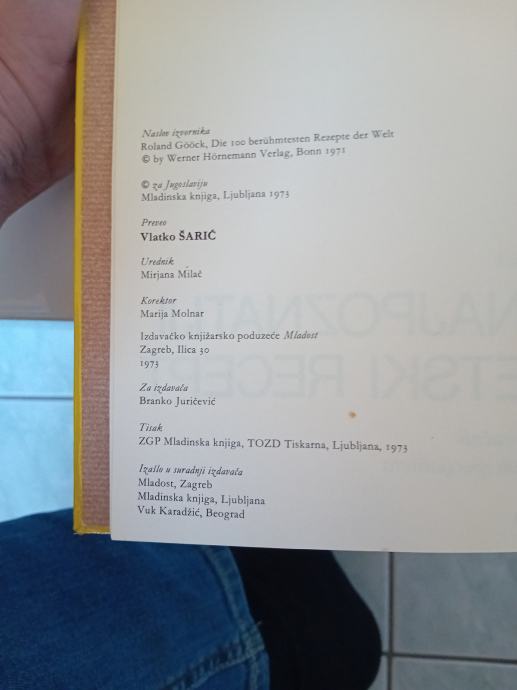 Naslov izvornika
Roland Gööck, Die 100 berühmtesten Rezepte der Welt
© by Werner Hörnemann Verlag, Bonn 1971
© za Jugoslaviju
Mladinska knjiga, Ljubljana 1973
Preveo
Vlatko ŠARIĆ
Urednik
Mirjana Milač
Korektor
Marija Molnar
Izdavačko knjižarsko poduzeće Mladost
Zagreb, Ilica 30
1973
Za izdavača
Branko Juričević
Tisak
ZGP Mladinska knjiga, TOZD Tiskarna, Ljubljana, 1973
Izašlo u suradnji izdavača
Mladost, Zagreb
Mladinska knjiga, Ljubljana
Vuk Karadžić, Beograd